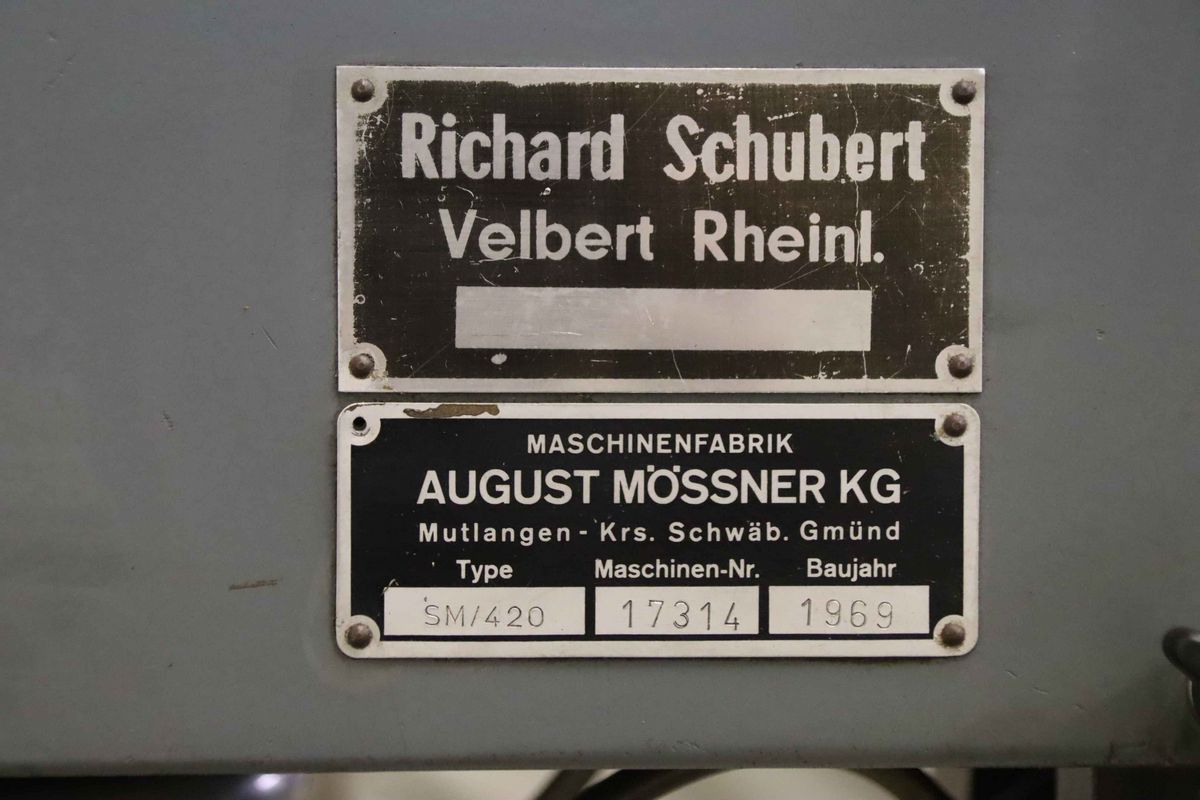 Richard Schubert
Velbert Rheinl.
MASCHINENFABRIK
AUGUST MÖSSNER KG
Mutlangen - Krs. Schwäb. Gmünd
Type Maschinen-Nr. Baujahr
SM/420 17314 1969